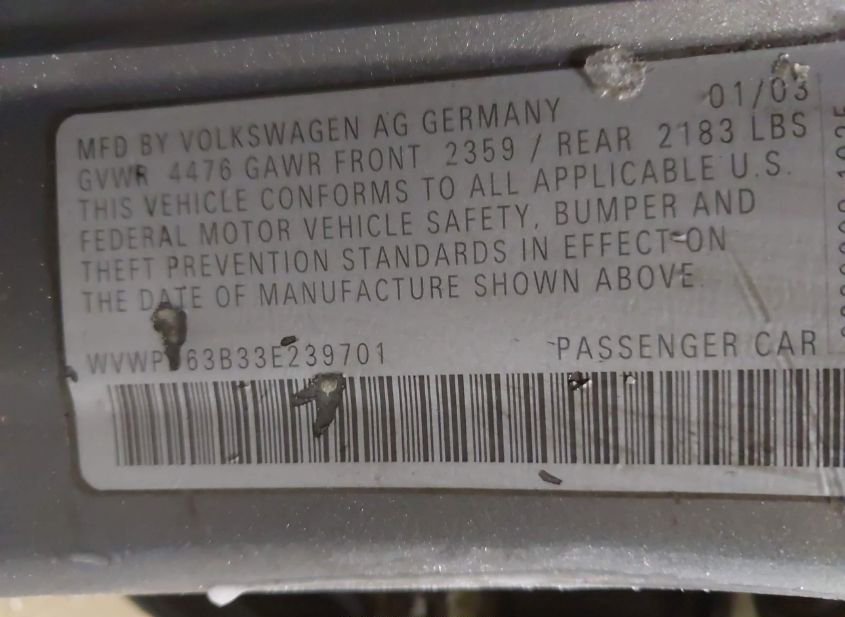 01/03
MFD BY VOLKSWAGEN AG GERMANY
GVWR 4476 GAWR FRONT 2359 / REAR 2183 LBS
THIS VEHICLE CONFORMS TO ALL APPLICABLE U.S.
FEDERAL MOTOR VEHICLE SAFETY, BUMPER AND
THEFT PREVENTION STANDARDS IN EFFECT ON
THE DATE OF MANUFACTURE SHOWN ABOVE.
PASSENGER CAR